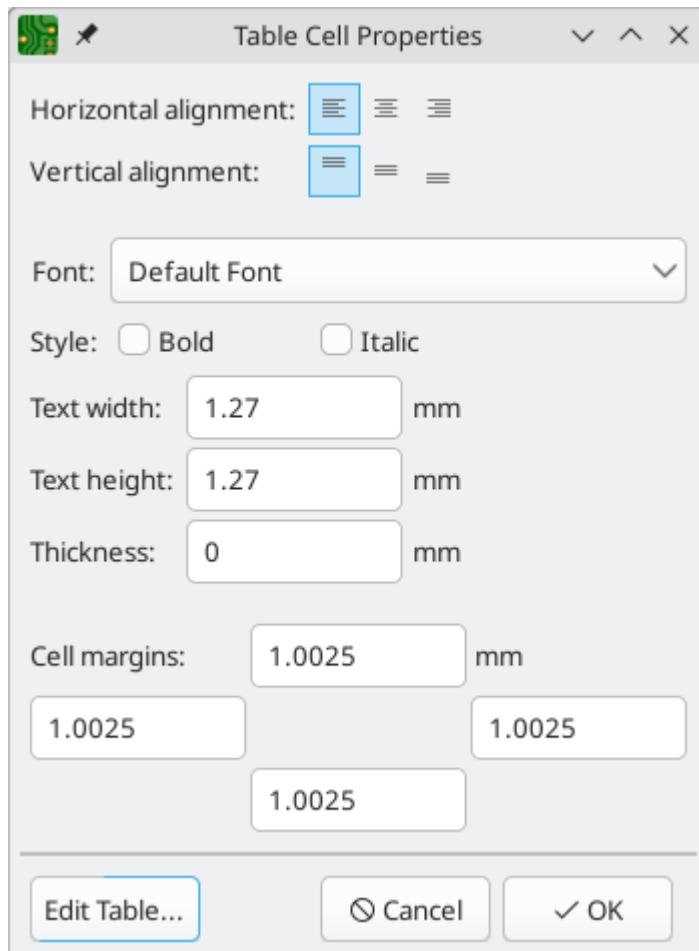 Table Cell Properties
Horizontal alignment:
Vertical alignment:
Font: Default Font
Style: Bold Italic
Text width: 1.27 mm
Text height: 1.27 mm
Thickness: 0 mm
Cell margins: 1.0025 mm
1.0025 1.0025
1.0025
Edit Table... Cancel OK